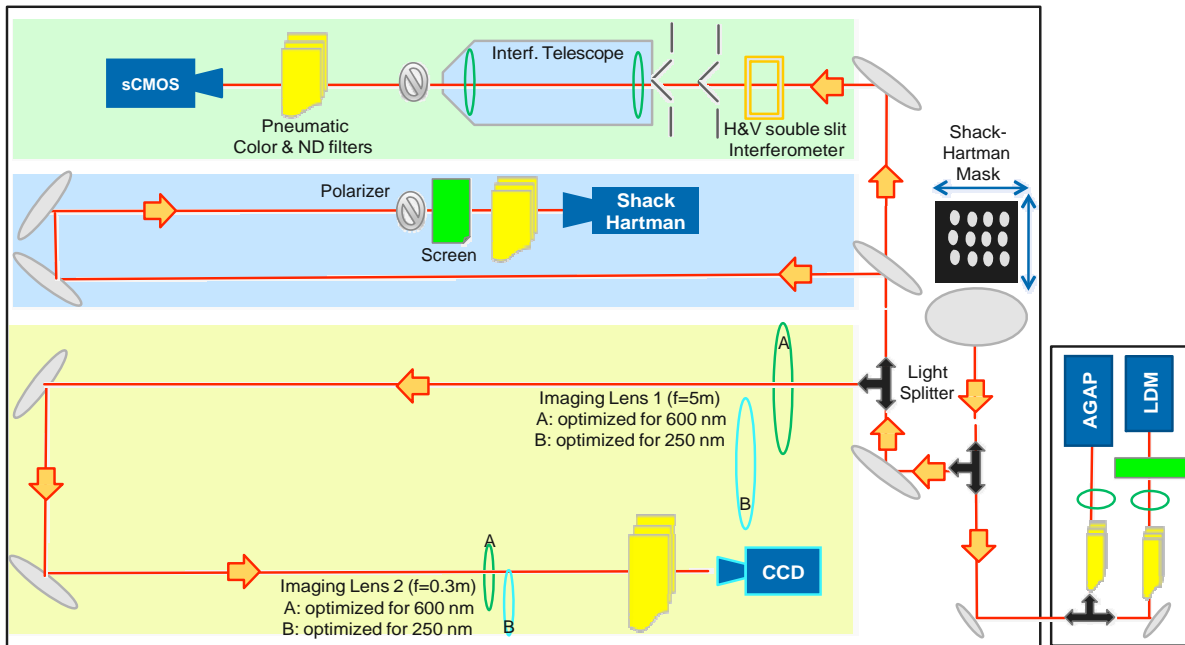 Interf. Telescope
sCMOS
Pneumatic
Color & ND filters
H&V souble slit
Interferometer
Shack-
Hartman
Mask
Polarizer
Shack
Hartman
Screen
A
Light
Splitter
Imaging Lens 1 (f=5m)
A: optimized for 600 nm
B: optimized for 250 nm
B
AGAP
LDM
A
Imaging Lens 2 (f=0.3m)
A: optimized for 600 nm
B: optimized for 250 nm
B
CCD